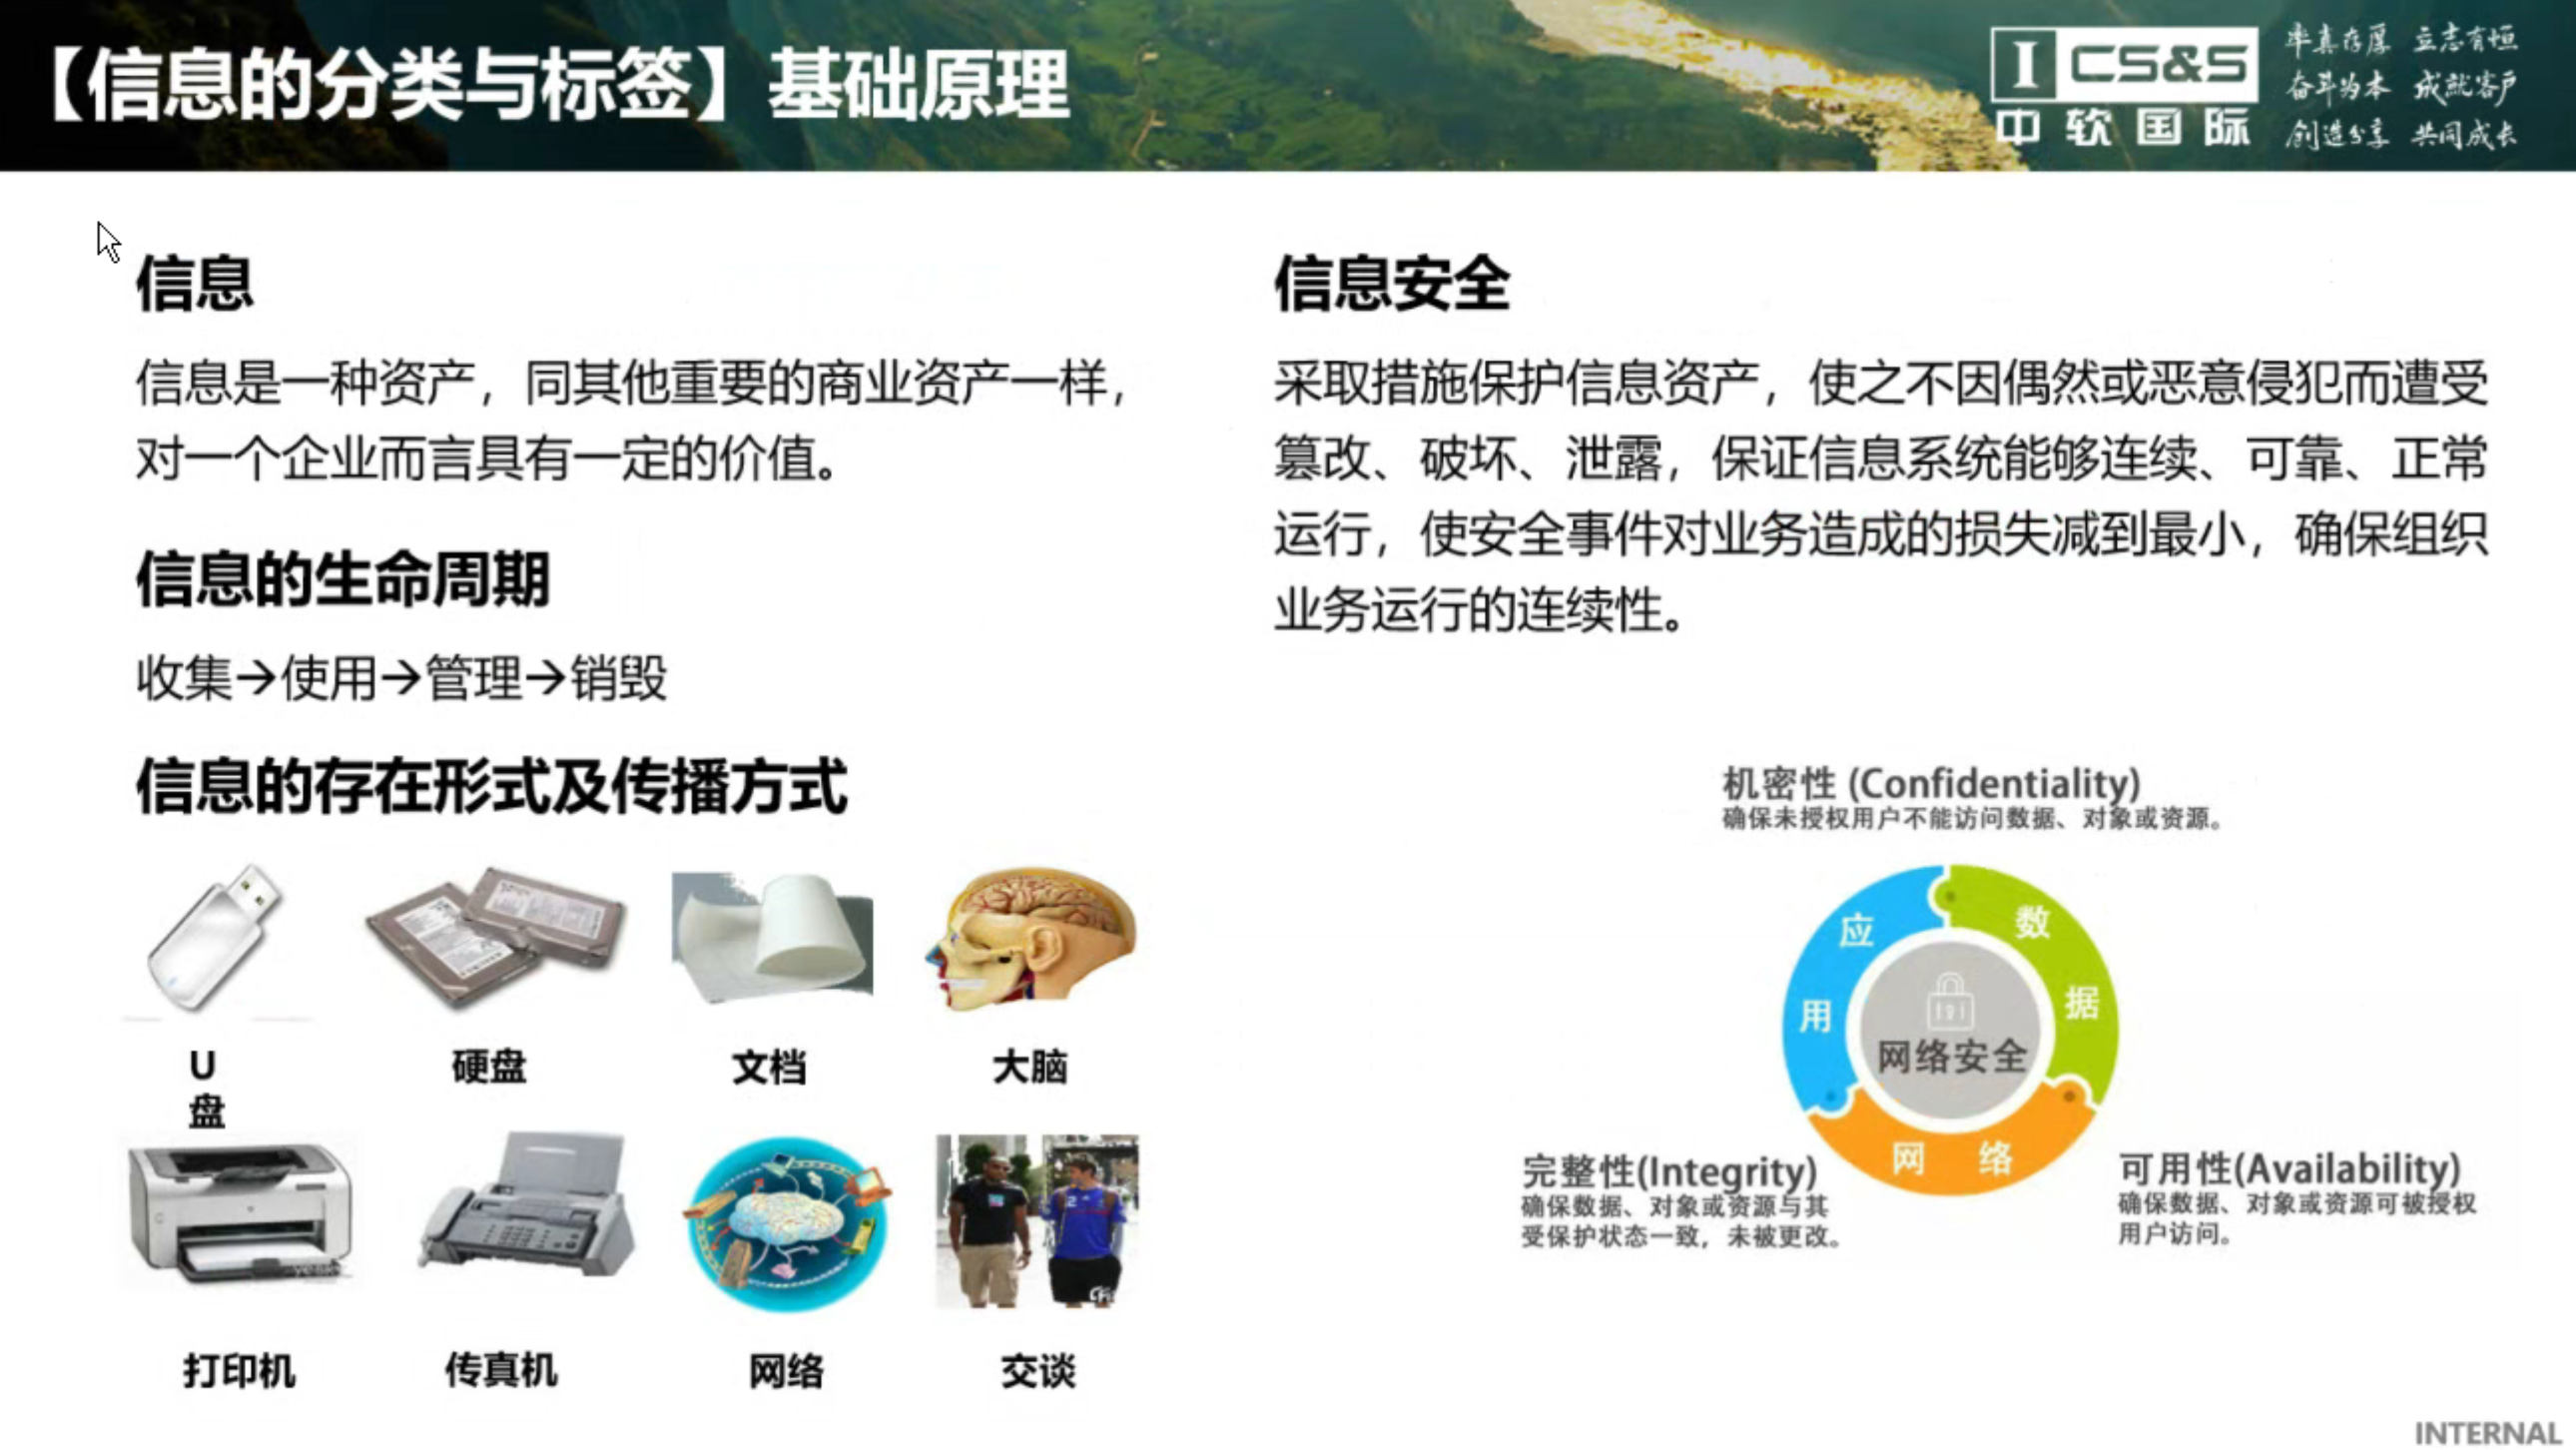 【信息的分类与标签】基础原理
I CS&S
中软国际
率真存厚 立志有恒
奋斗为本 成就客户
创造分享 共同成长
信息
信息是一种资产，同其他重要的商业资产一样，
对一个企业而言具有一定的价值。
信息的生命周期
收集→使用→管理→销毁
信息的存在形式及传播方式
U
盘
硬盘
文档
大脑
打印机
传真机
网络
交谈
信息安全
采取措施保护信息资产，使之不因偶然或恶意侵犯而遭受
篡改、破坏、泄露，保证信息系统能够连续、可靠、正常
运行，使安全事件对业务造成的损失减到最小，确保组织
业务运行的连续性。
机密性 (Confidentiality)
确保未授权用户不能访问数据、对象或资源。
应用
数据
网络安全
网络
完整性(Integrity)
确保数据、对象或资源与其
受保护状态一致，未被更改。
可用性(Availability)
确保数据、对象或资源可被授权
用户访问。
INTERNAL